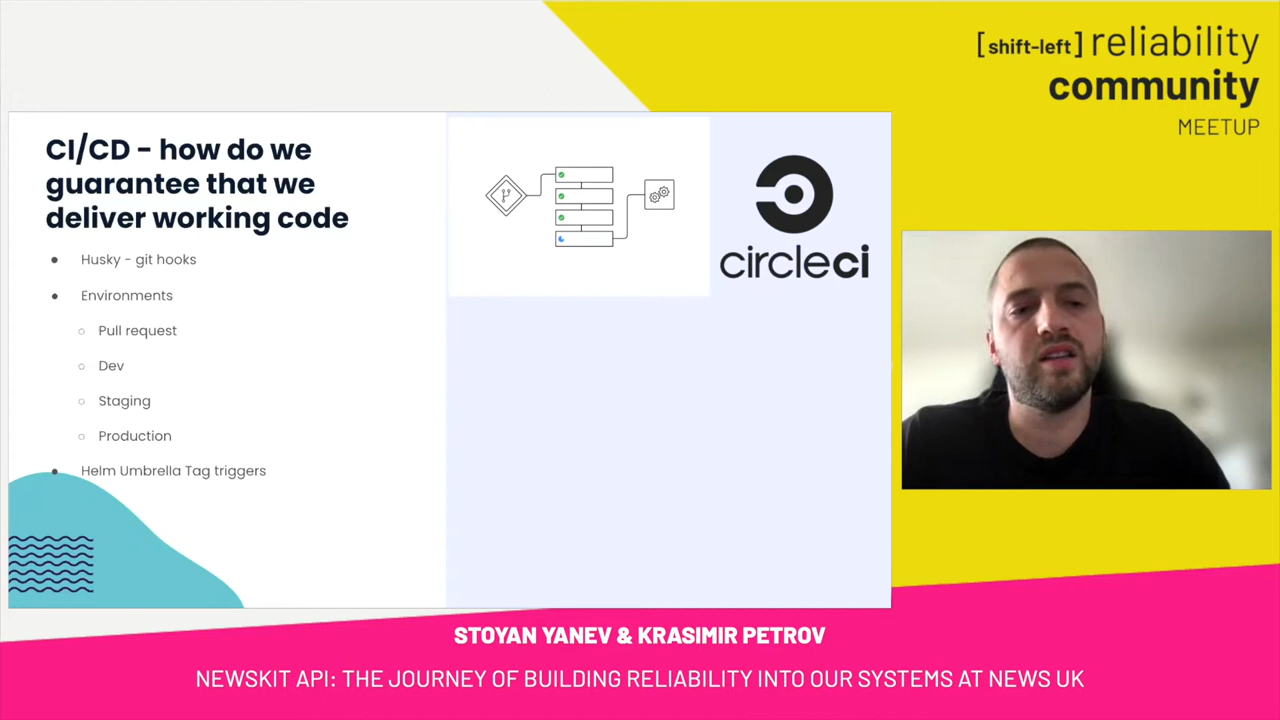 [shift-left] reliability
community
MEETUP
CI/CD - how do we
guarantee that we
deliver working code
● Husky - git hooks
● Environments
○ Pull request
○ Dev
○ Staging
○ Production
● Helm Umbrella Tag triggers
circleci
STOYAN YANEV & KRASIMIR PETROV
NEWSKIT API: THE JOURNEY OF BUILDING RELIABILITY INTO OUR SYSTEMS AT NEWS UK